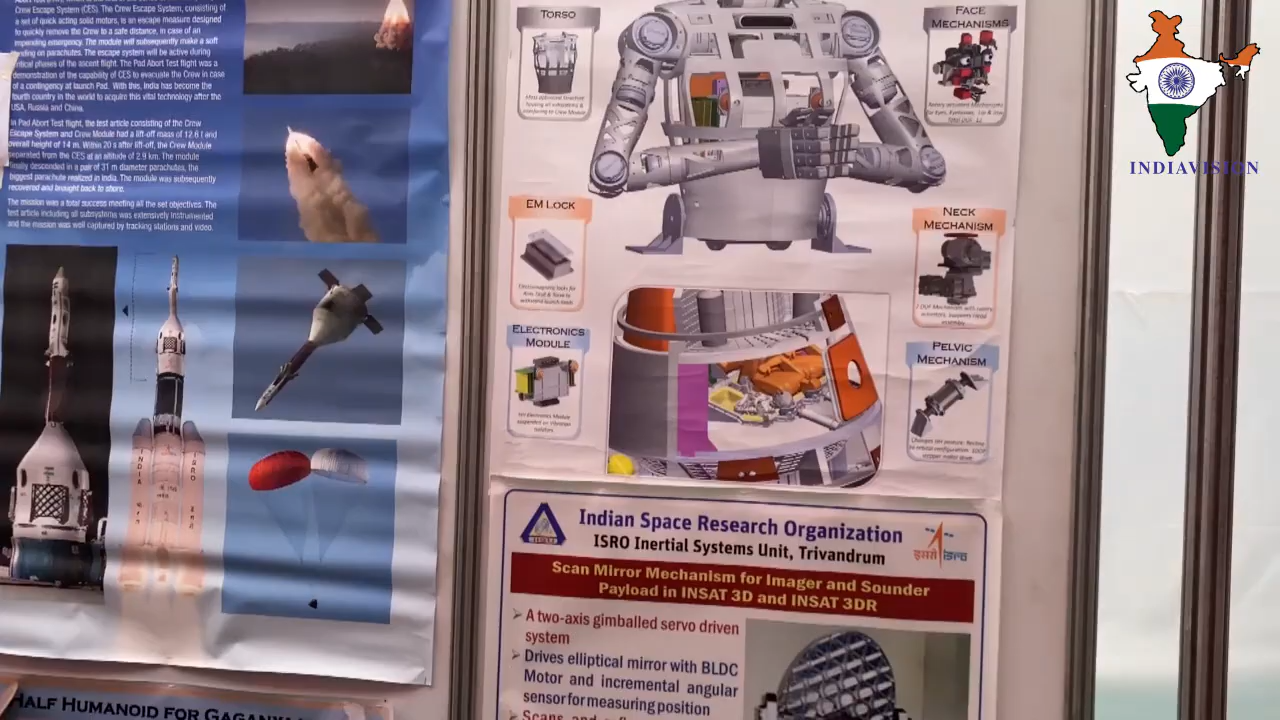 Crew Escape System (CES). The Crew Escape System, consisting of
a set of quick acting solid motors, is an escape measure designed
to quickly remove the Crew to a safe distance, in case of an
impending emergency. The module will subsequently make a soft
landing on parachutes. The escape system will be active during
critical phases of the ascent flight. The Pad Abort Test flight was a
demonstration of the capability of CES to evacuate the Crew in case
of a contingency at launch Pad. With this, India has become the
fourth country in the world to acquire this vital technology after the
USA, Russia and China.
In Pad Abort Test flight, the test article consisting of the Crew
Escape System and Crew Module had a lift-off mass of 12.6 t and
overall height of 14 m. Within 20 s after lift-off, the Crew Module
separated from the CES at an altitude of 2.9 km. The module
finally descended in a pair of 31 m diameter parachutes, the
biggest parachute realized in India. The module was subsequently
recovered and brought back to shore.
The mission was a total success meeting all the set objectives. The
test article including all subsystems was extensively instrumented
and the mission was well captured by tracking stations and video.
INDIA
ISRO
HALF HUMANOID FOR
TORSO
FACE
MECHANISMS
EM LOCK
NECK
MECHANISM
ELECTRONICS
MODULE
PELVIC
MECHANISM
Indian Space Research Organization
ISRO Inertial Systems Unit, Trivandrum
इसरो isro
Scan Mirror Mechanism for Imager and Sounder
Payload in INSAT 3D and INSAT 3DR
➢ A two-axis gimballed servo driven
system
➢ Drives elliptical mirror with BLDC
Motor and incremental angular
sensor for measuring position
INDIAVISION